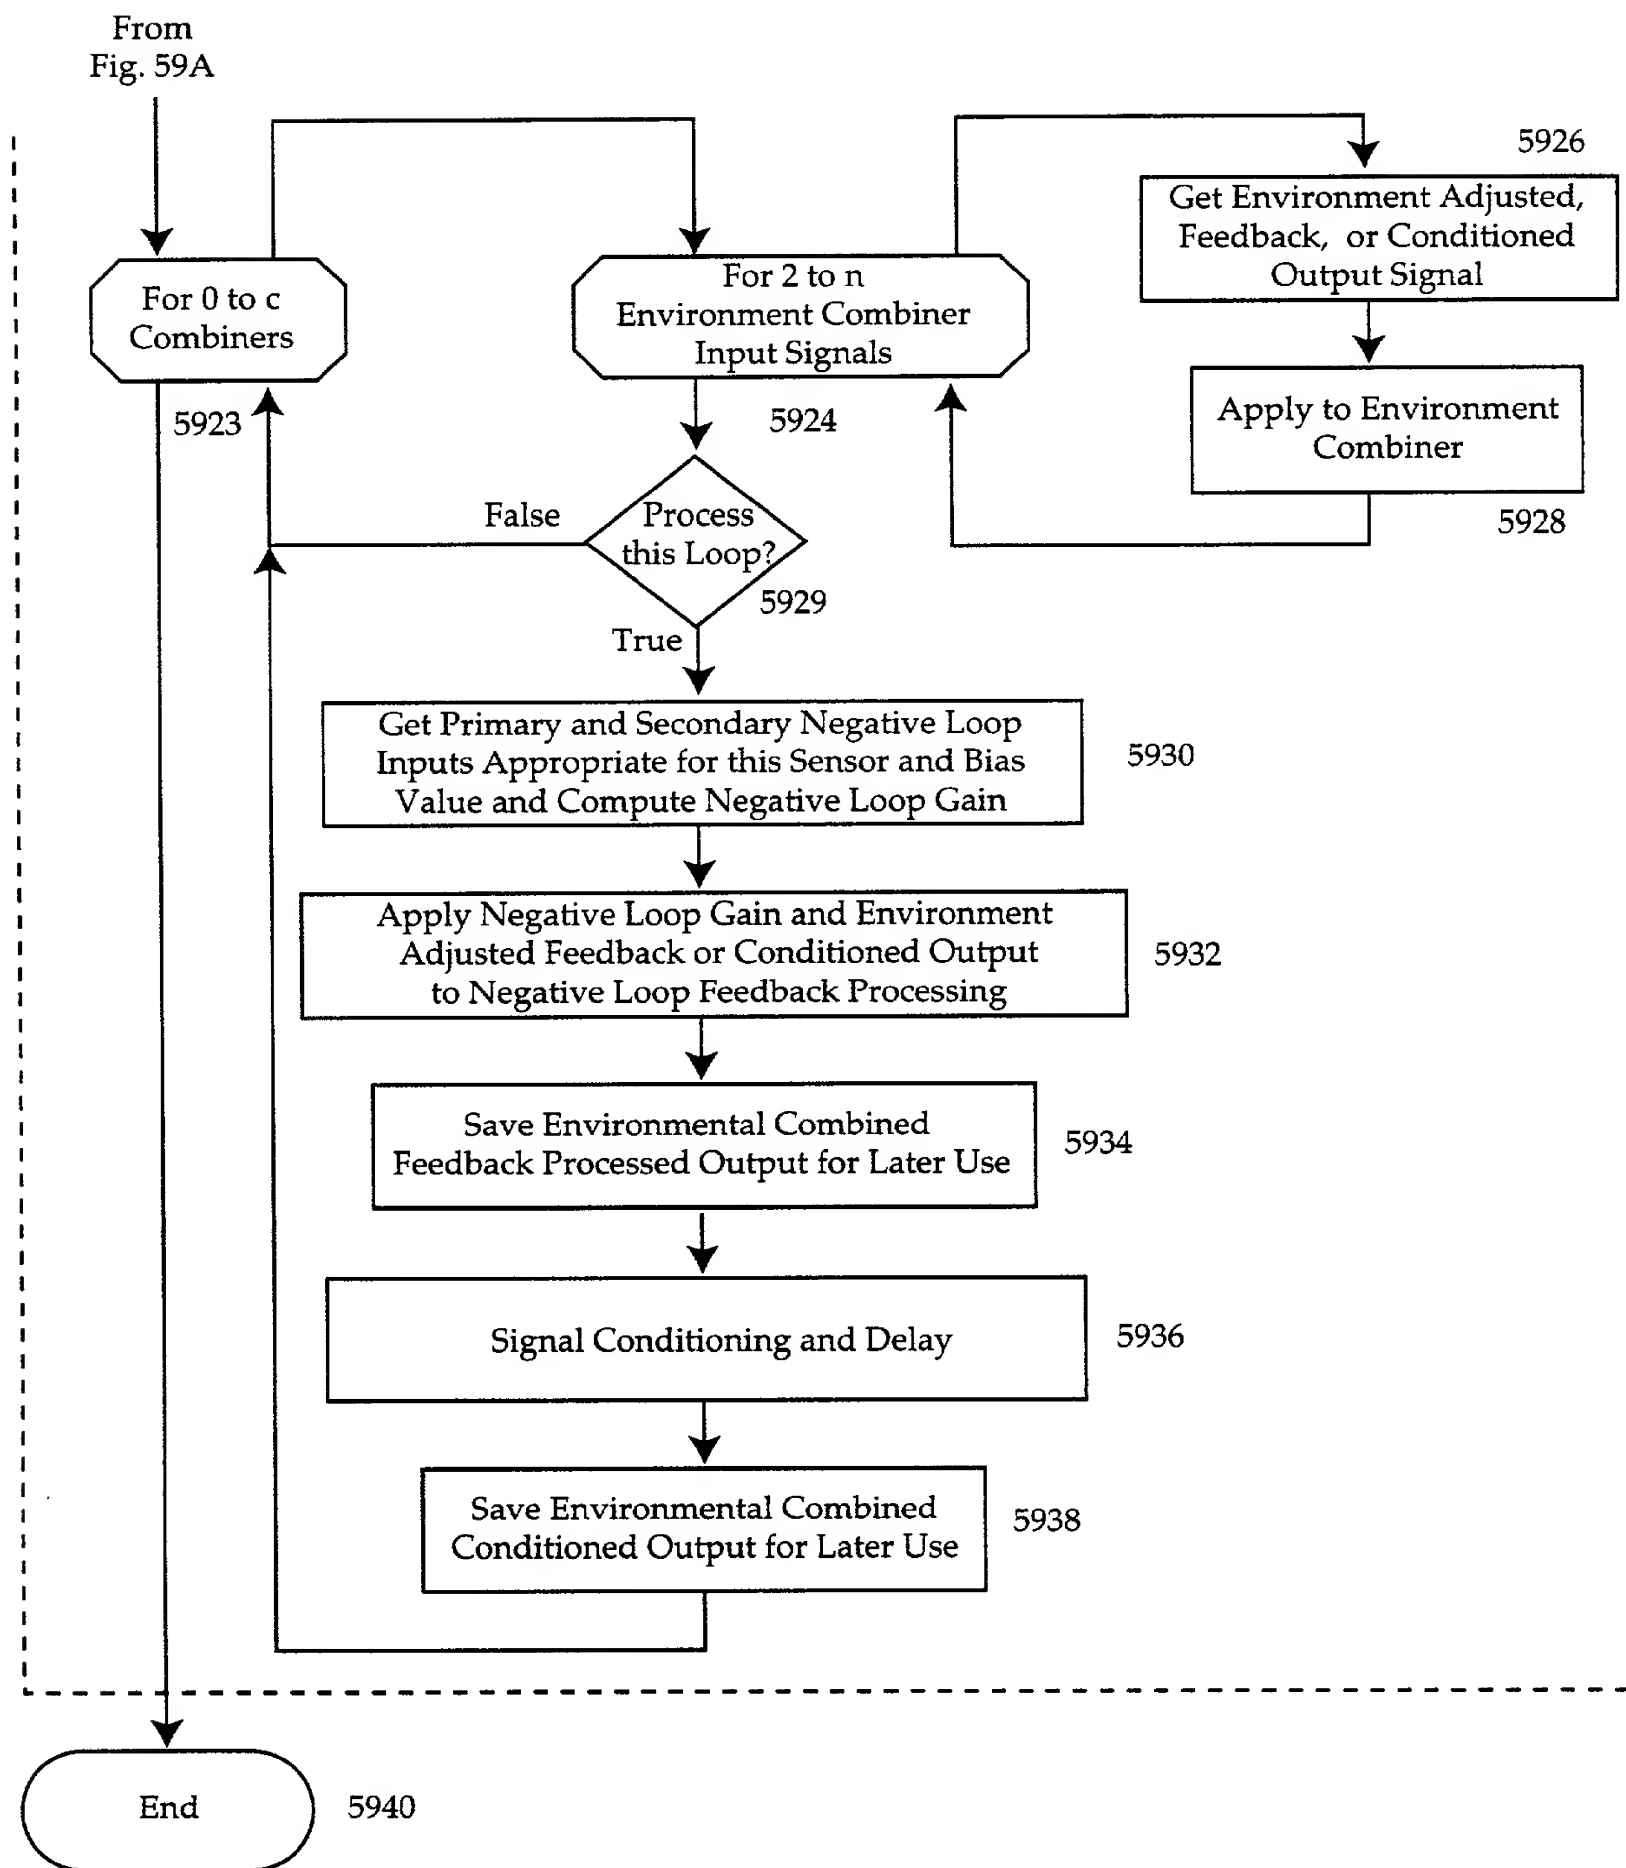 From
Fig. 59A
5926
Get Environment Adjusted,
Feedback, or Conditioned
Output Signal
For 0 to c
Combiners
For 2 to n
Environment Combiner
Input Signals
5923
5924
Apply to Environment
Combiner
5928
False
Process
this Loop?
5929
True
Get Primary and Secondary Negative Loop
Inputs Appropriate for this Sensor and Bias
Value and Compute Negative Loop Gain
5930
Apply Negative Loop Gain and Environment
Adjusted Feedback or Conditioned Output
to Negative Loop Feedback Processing
5932
Save Environmental Combined
Feedback Processed Output for Later Use
5934
Signal Conditioning and Delay
5936
Save Environmental Combined
Conditioned Output for Later Use
5938
End
5940